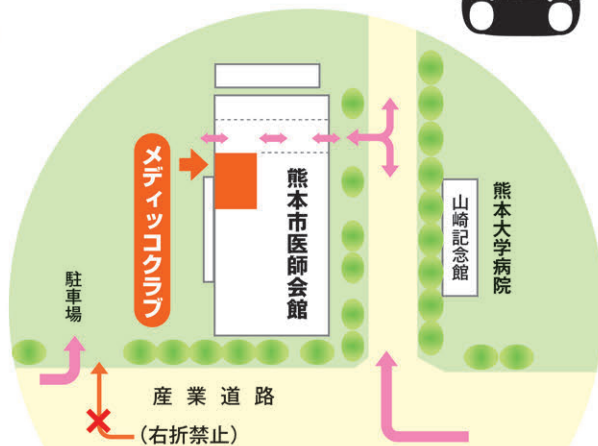 メディッコクラブ
熊本市医師会館
山崎記念館
熊本大学病院
駐車場
産業道路
(右折禁止)